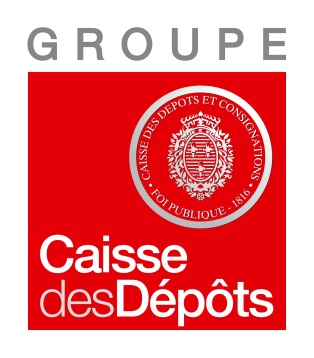 GROUPE
CAISSE DES DEPOTS ET CONSIGNATIONS
• FOI PUBLIQUE - 1816 •
Caisse
desDépôts